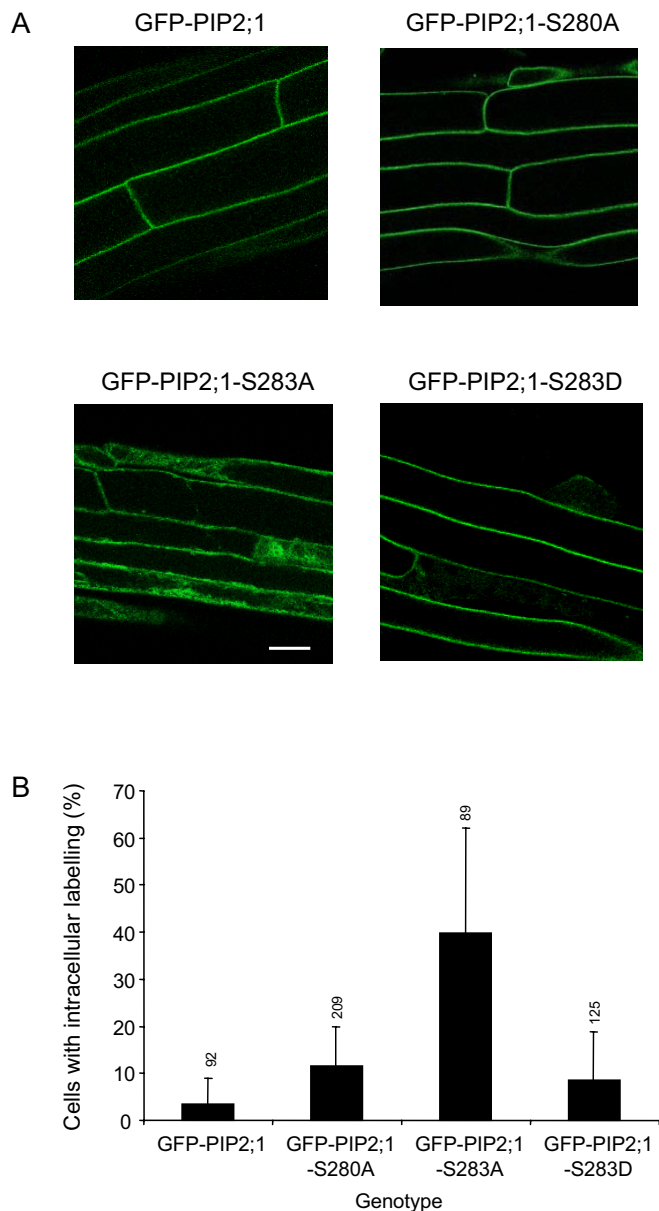 A
GFP-PIP2;1
GFP-PIP2;1-S280A
GFP-PIP2;1-S283A
GFP-PIP2;1-S283D
B
Cells with intracellular labelling (%)
70
60
50
40
30
20
10
0
92
209
89
125
GFP-PIP2;1
GFP-PIP2;1
-S280A
GFP-PIP2;1
-S283A
GFP-PIP2;1
-S283D
Genotype